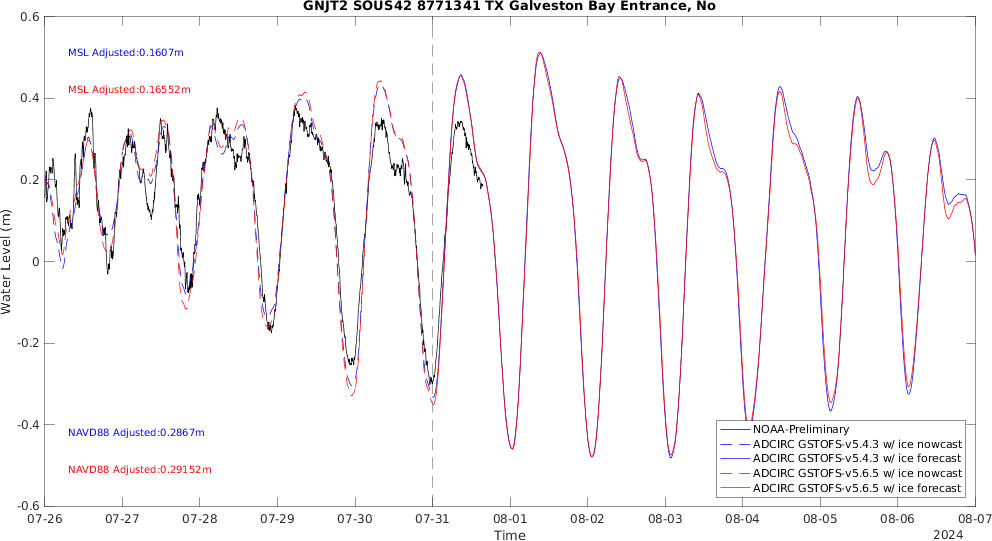 GNJT2 SOUS42 8771341 TX Galveston Bay Entrance, No
0.6
0.4
0.2
0
-0.2
-0.4
-0.6
Water Level (m)
MSL Adjusted:0.1607m
MSL Adjusted:0.16552m
NAVD88 Adjusted:0.2867m
NAVD88 Adjusted:0.29152m
NOAA-Preliminary
ADCIRC GSTOFS-v5.4.3 w/ ice nowcast
ADCIRC GSTOFS-v5.4.3 w/ ice forecast
ADCIRC GSTOFS-v5.6.5 w/ ice nowcast
ADCIRC GSTOFS-v5.6.5 w/ ice forecast
07-26 07-27 07-28 07-29 07-30 07-31 08-01 08-02 08-03 08-04 08-05 08-06 08-07
Time
2024